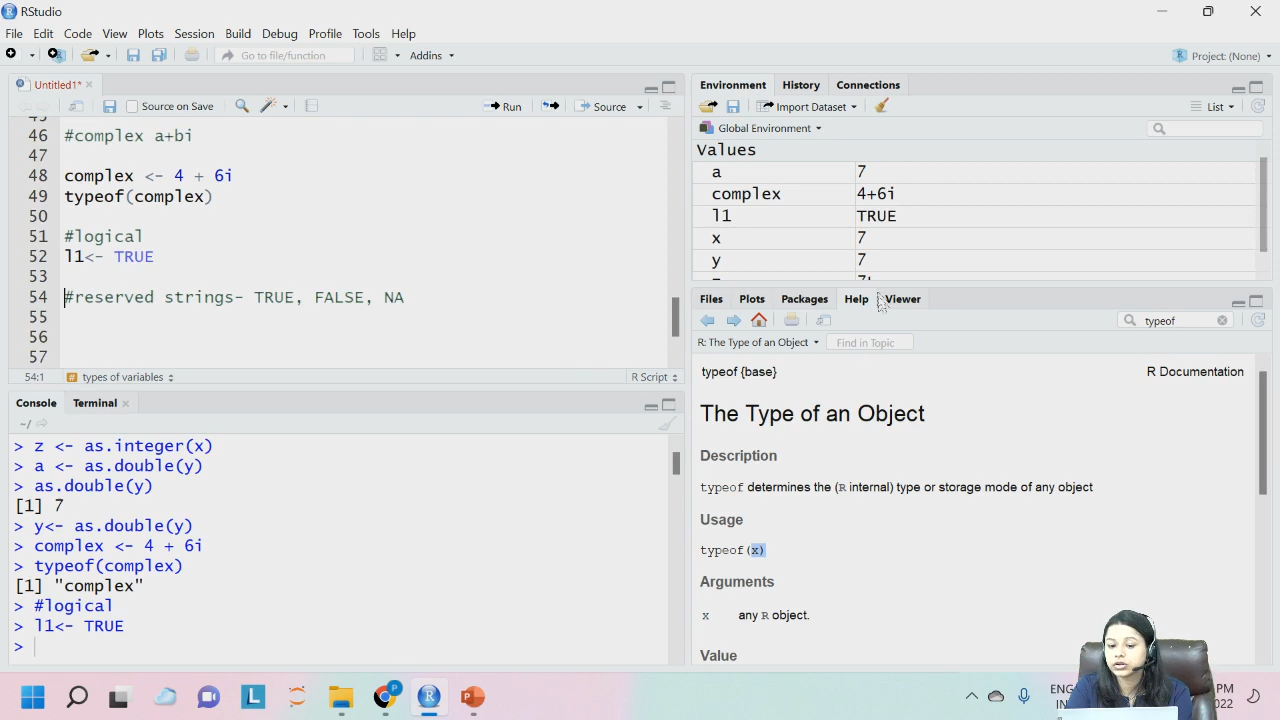 RStudio
File Edit Code View Plots Session Build Debug Profile Tools Help
Go to file/function Addins Project: (None)
Untitled1*
Source on Save Run Source
46 #complex a+bi
47
48 complex <- 4 + 6i
49 typeof(complex)
50
51 #logical
52 l1<- TRUE
53
54 #reserved strings- TRUE, FALSE, NA
55
56
57
54:1 # types of variables R Script
Console Terminal
~/
> z <- as.integer(x)
> a <- as.double(y)
> as.double(y)
[1] 7
> y<- as.double(y)
> complex <- 4 + 6i
> typeof(complex)
[1] "complex"
> #logical
> l1<- TRUE
>
Environment History Connections
Import Dataset List
Global Environment
Values
a 7
complex 4+6i
l1 TRUE
x 7
y 7
Files Plots Packages Help Viewer
typeof
R: The Type of an Object Find in Topic
typeof {base} R Documentation
The Type of an Object
Description
typeof determines the (R internal) type or storage mode of any object
Usage
typeof(x)
Arguments
x any R object.
Value
ENG PM
IN 2022